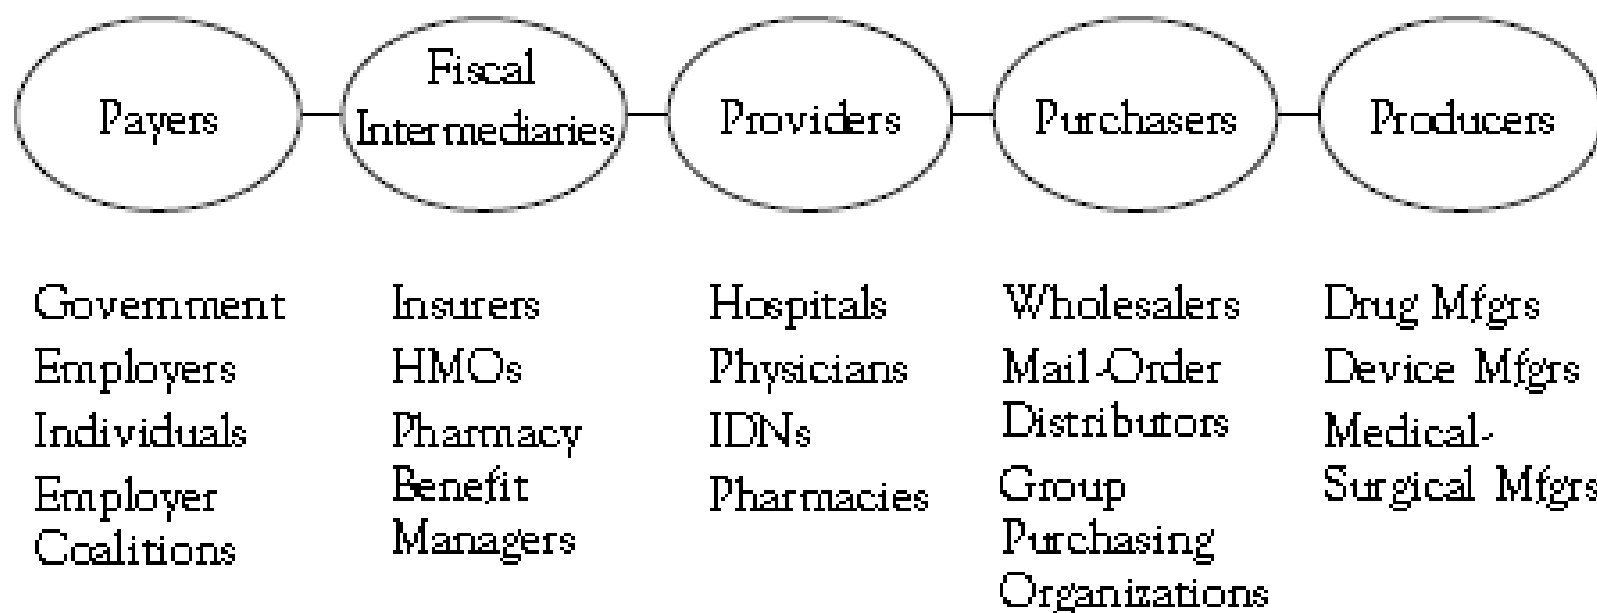 Payers
Fiscal
Intermediaries
Providers
Purchasers
Producers
Government
Employers
Individuals
Employer
Coalitions
Insurers
HMOs
Pharmacy
Benefit
Managers
Hospitals
Physicians
IDNs
Pharmacies
Wholesalers
Mail-Order
Distributors
Group
Purchasing
Organizations
Drug Mfgrs
Device Mfgrs
Medical-
Surgical Mfgrs